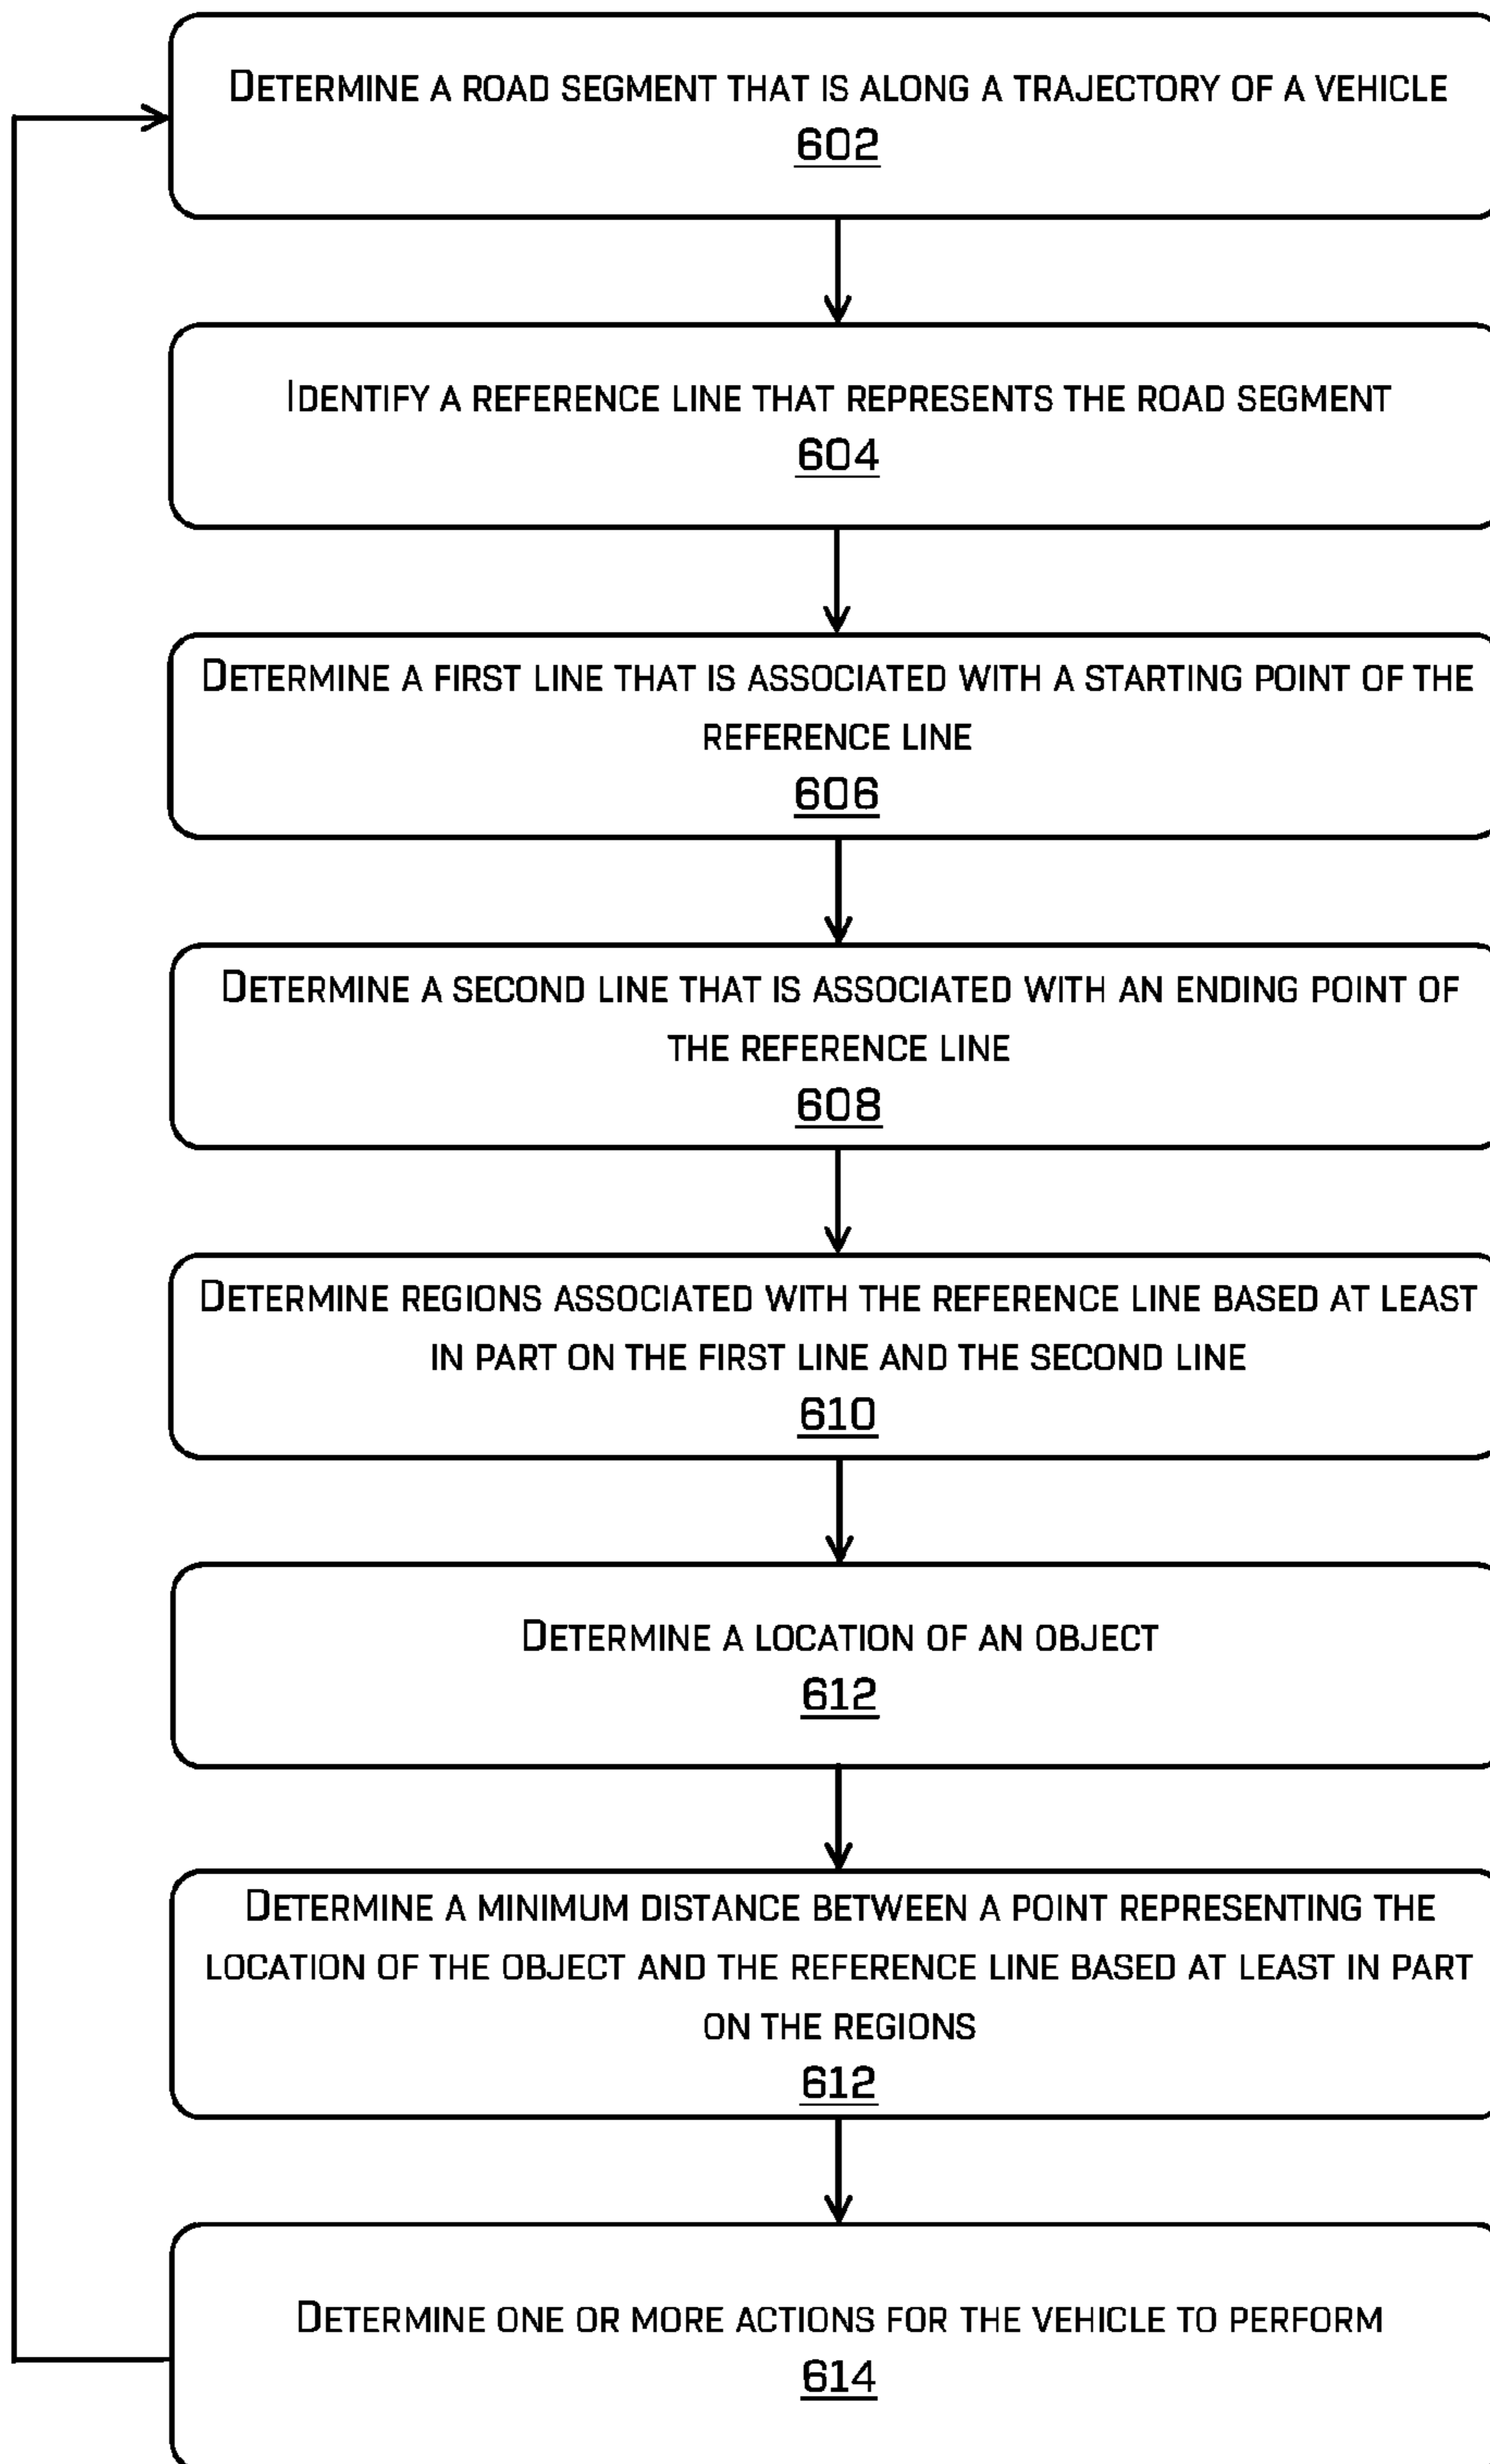 DETERMINE A ROAD SEGMENT THAT IS ALONG A TRAJECTORY OF A VEHICLE
602
IDENTIFY A REFERENCE LINE THAT REPRESENTS THE ROAD SEGMENT
604
DETERMINE A FIRST LINE THAT IS ASSOCIATED WITH A STARTING POINT OF THE
REFERENCE LINE
606
DETERMINE A SECOND LINE THAT IS ASSOCIATED WITH AN ENDING POINT OF
THE REFERENCE LINE
608
DETERMINE REGIONS ASSOCIATED WITH THE REFERENCE LINE BASED AT LEAST
IN PART ON THE FIRST LINE AND THE SECOND LINE
610
DETERMINE A LOCATION OF AN OBJECT
612
DETERMINE A MINIMUM DISTANCE BETWEEN A POINT REPRESENTING THE
LOCATION OF THE OBJECT AND THE REFERENCE LINE BASED AT LEAST IN PART
ON THE REGIONS
612
DETERMINE ONE OR MORE ACTIONS FOR THE VEHICLE TO PERFORM
614